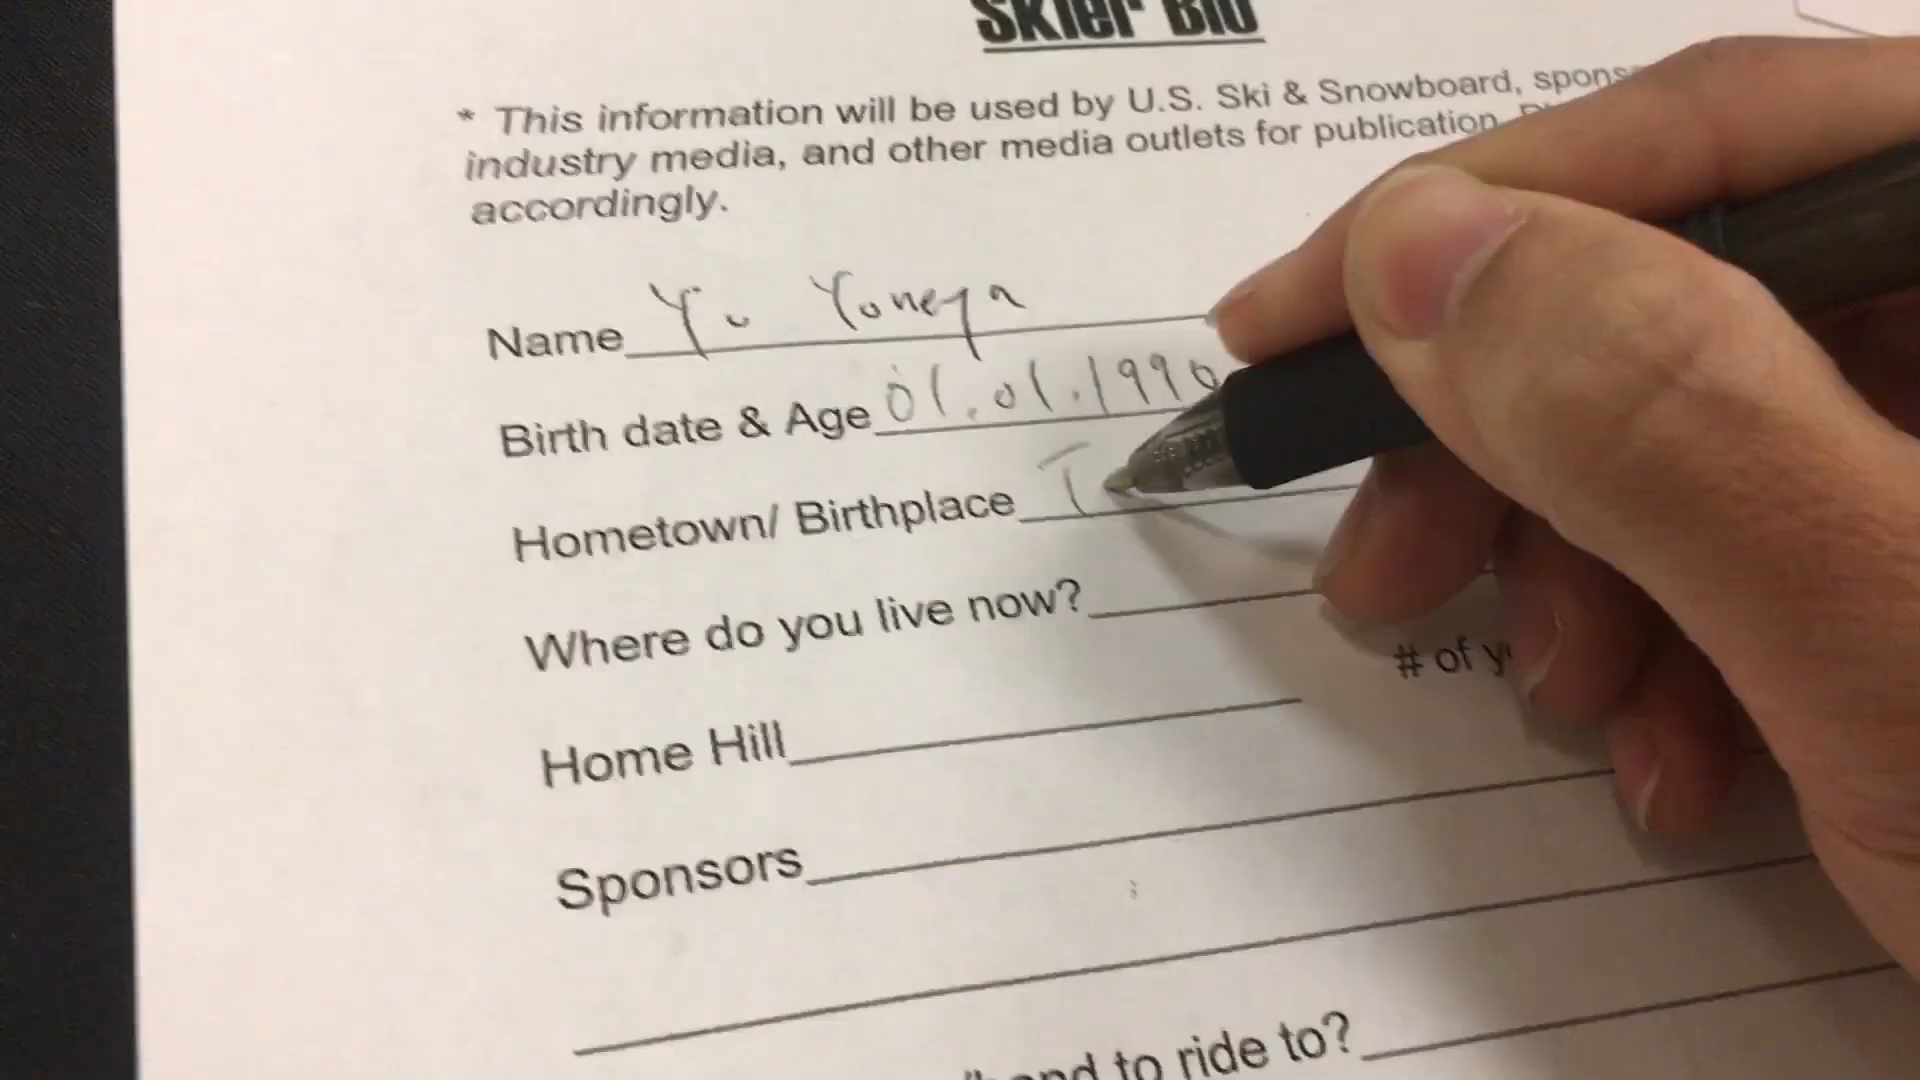 Skier Bio
* This information will be used by U.S. Ski & Snowboard,
industry media, and other media outlets for publication.
accordingly.
Name Yu Yoneya
Birth date & Age 01.01.1990
Hometown/ Birthplace T
Where do you live now?
# of
Home Hill
Sponsors
to ride to?